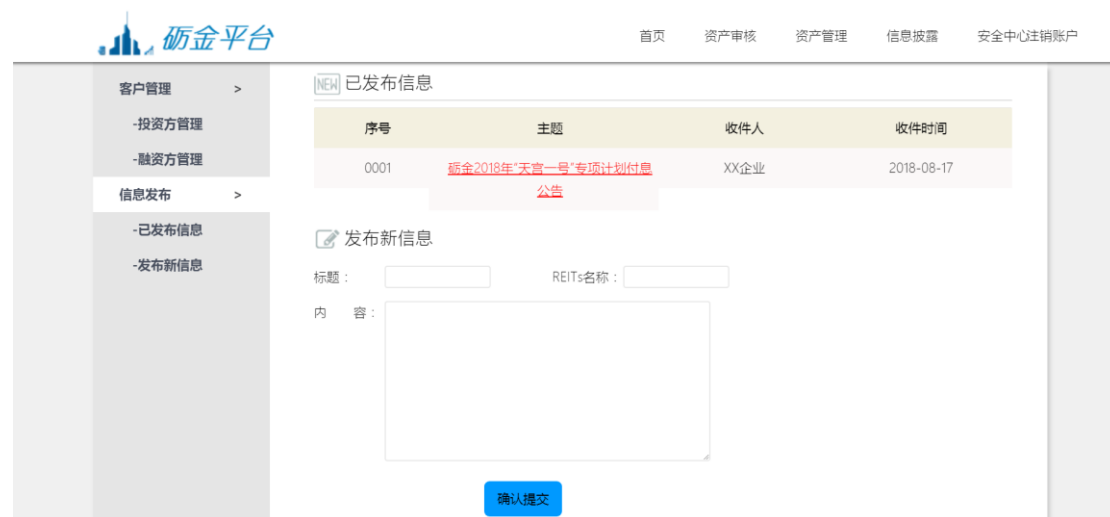 砺金平台
首页 资产审核 资产管理 信息披露 安全中心注销账户
客户管理 >
-投资方管理
-融资方管理
信息发布 >
-已发布信息
-发布新信息
NEW 已发布信息
序号 主题 收件人 收件时间
0001 砺金2018年“天宫一号”专项计划付息 XX企业 2018-08-17
公告
发布新信息
标题： REITs名称：
内 容：
确认提交